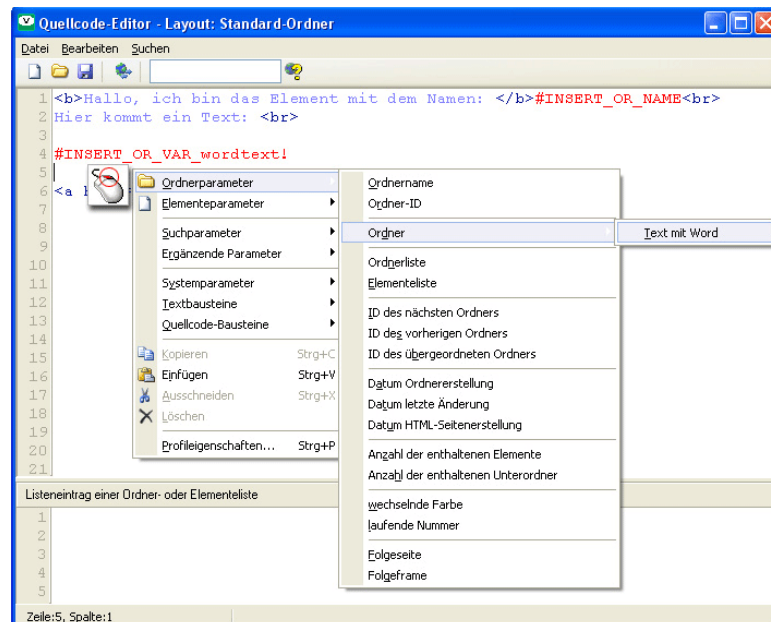 Quellcode-Editor - Layout: Standard-Ordner
Datei Bearbeiten Suchen
1 <b>Hallo, ich bin das Element mit dem Namen: </b>#INSERT_OR_NAME<br>
2 Hier kommt ein Text: <br>
3
4 #INSERT_OR_VAR_wordtext!
5
6 <a
7
8
9
10
11
12
13
14
15
16
17
18
19
20
21
Ordnerparameter
Elementeparameter
Suchparameter
Ergänzende Parameter
Systemparameter
Textbausteine
Quellcode-Bausteine
Kopieren Strg+C
Einfügen Strg+V
Ausschneiden Strg+X
Löschen
Profileigenschaften... Strg+P
Ordnername
Ordner-ID
Ordner
Ordnerliste
Elementeliste
ID des nächsten Ordners
ID des vorherigen Ordners
ID des übergeordneten Ordners
Datum Ordnererstellung
Datum letzte Änderung
Datum HTML-Seitenerstellung
Anzahl der enthaltenen Elemente
Anzahl der enthaltenen Unterordner
wechselnde Farbe
laufende Nummer
Folgeseite
Folgeframe
Text mit Word
Listeneintrag einer Ordner- oder Elementeliste
1
2
3
4
5
Zeile:5, Spalte:1